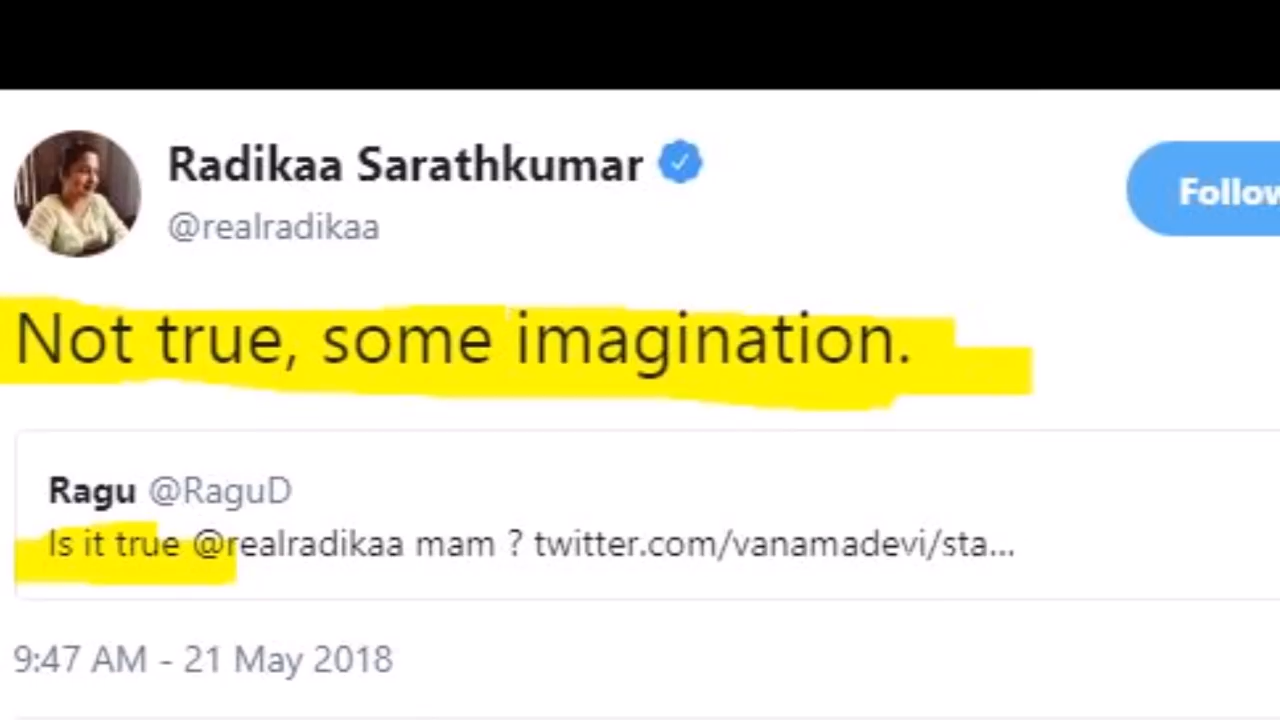 Radikaa Sarathkumar
@realradikaa
Follow
Not true, some imagination.
Ragu @RaguD
Is it true @realradikaa mam ? twitter.com/vanamadevi/sta...
9:47 AM - 21 May 2018